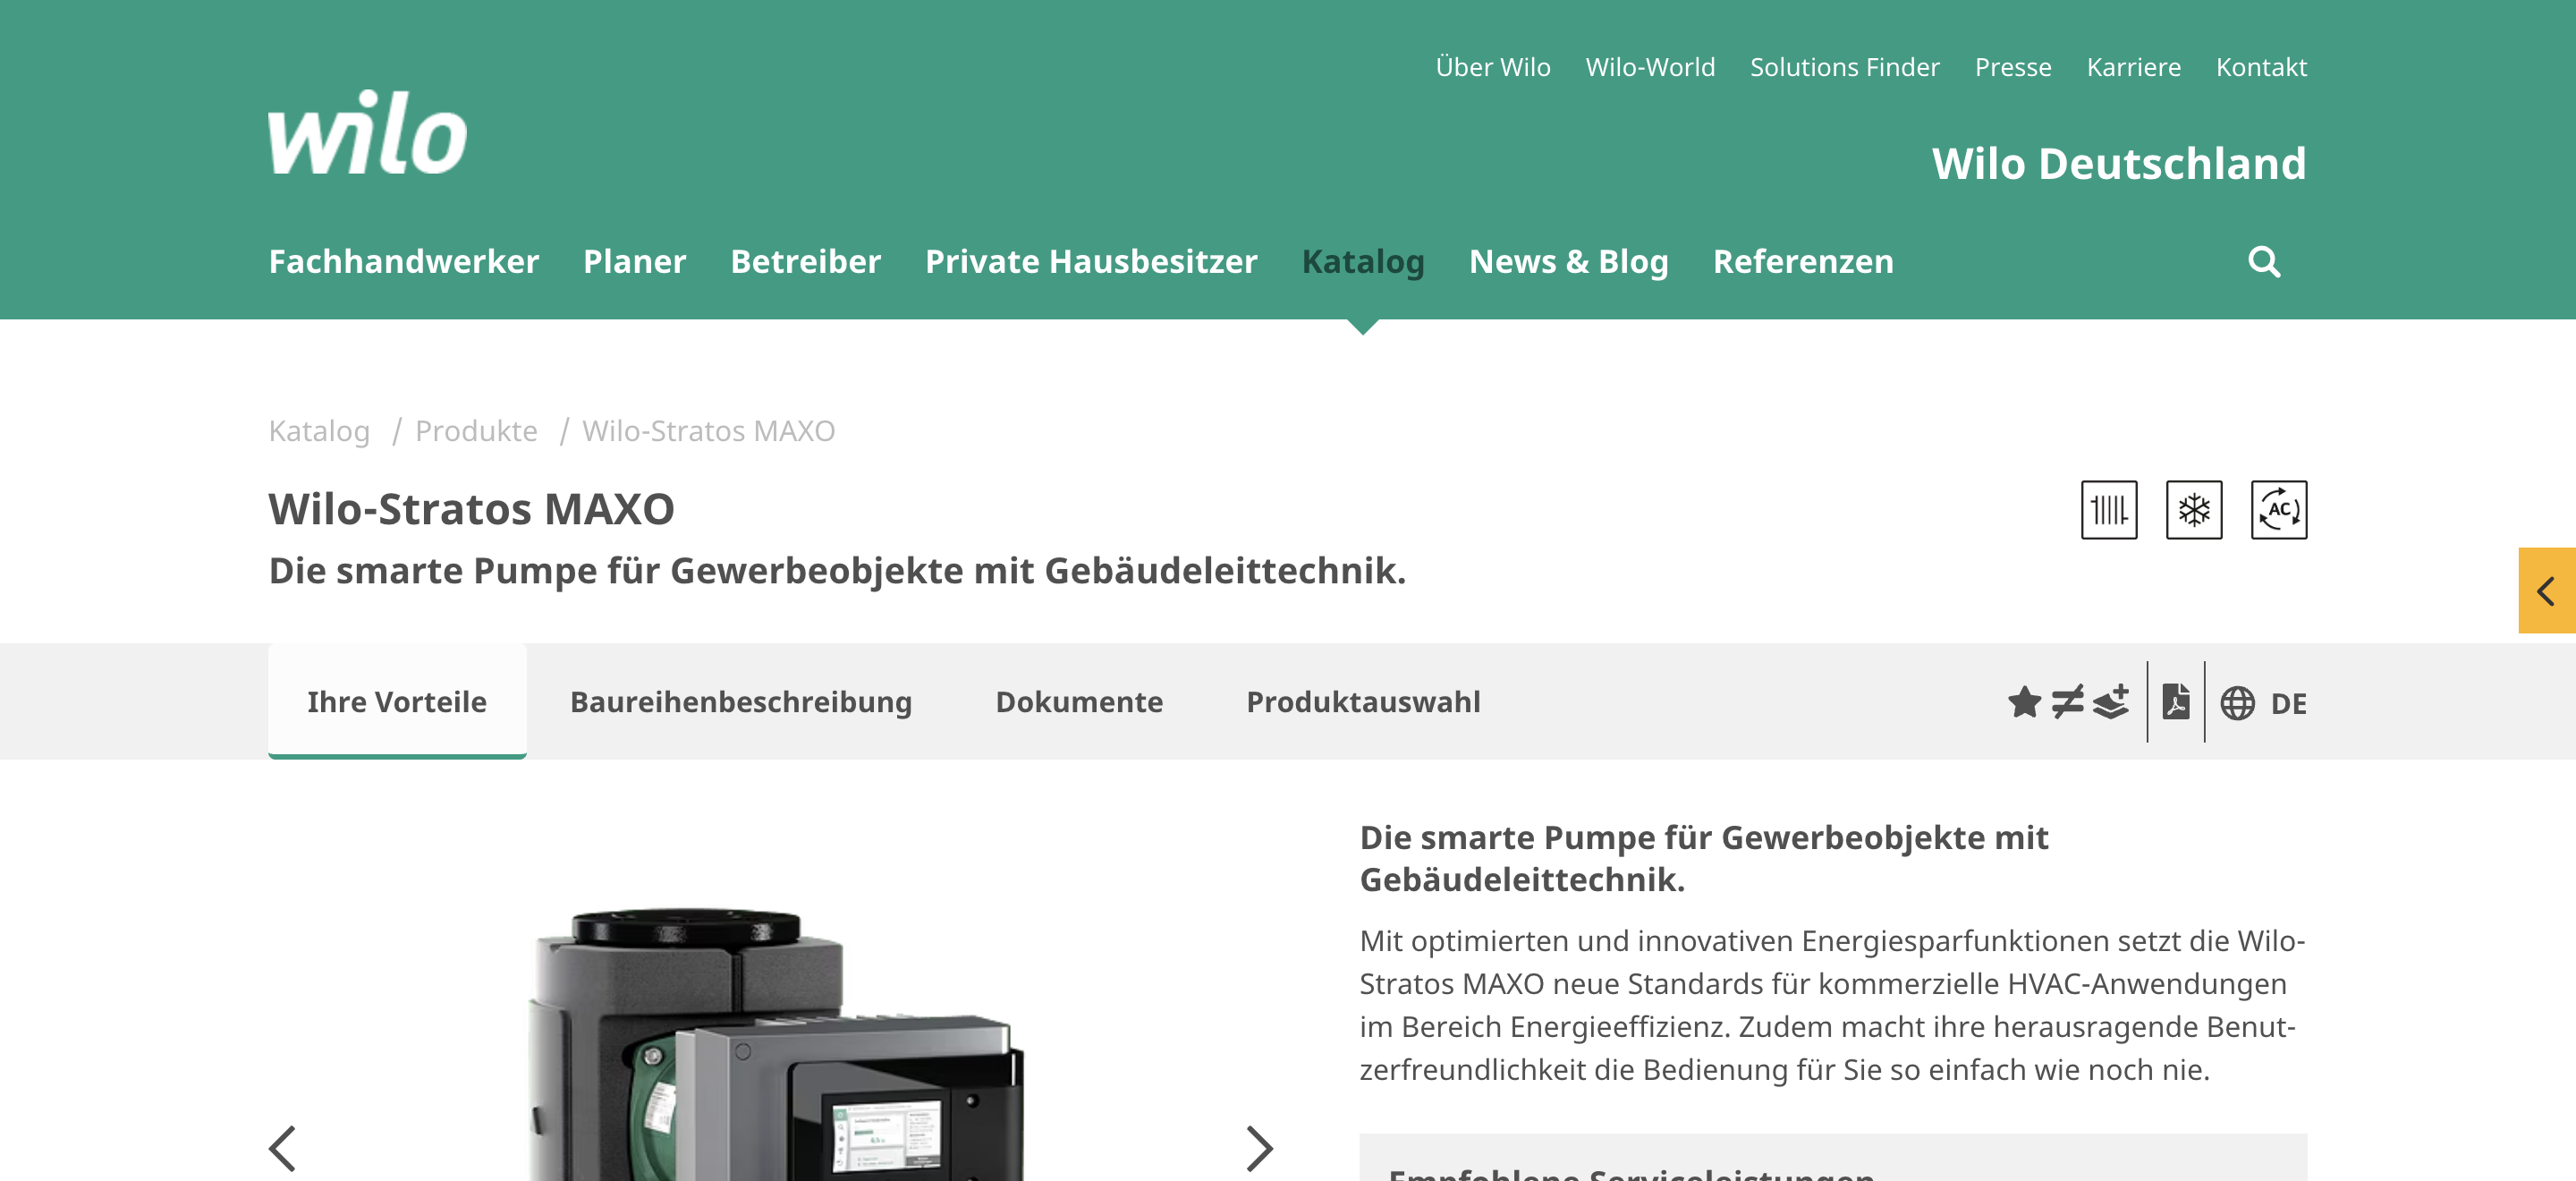 Über Wilo Wilo-World Solutions Finder Presse Karriere Kontakt
wilo
Wilo Deutschland
Fachhandwerker Planer Betreiber Private Hausbesitzer Katalog News & Blog Referenzen
Katalog / Produkte / Wilo-Stratos MAXO
Wilo-Stratos MAXO
AC
Die smarte Pumpe für Gewerbeobjekte mit Gebäudeleittechnik.
Ihre Vorteile Baureihenbeschreibung Dokumente Produktauswahl DE
Die smarte Pumpe für Gewerbeobjekte mit
Gebäudeleittechnik.
Mit optimierten und innovativen Energiesparfunktionen setzt die Wilo-
Stratos MAXO neue Standards für kommerzielle HVAC-Anwendungen
im Bereich Energieeffizienz. Zudem macht ihre herausragende Benut-
zerfreundlichkeit die Bedienung für Sie so einfach wie noch nie.
Empfohlene Serviceleistungen